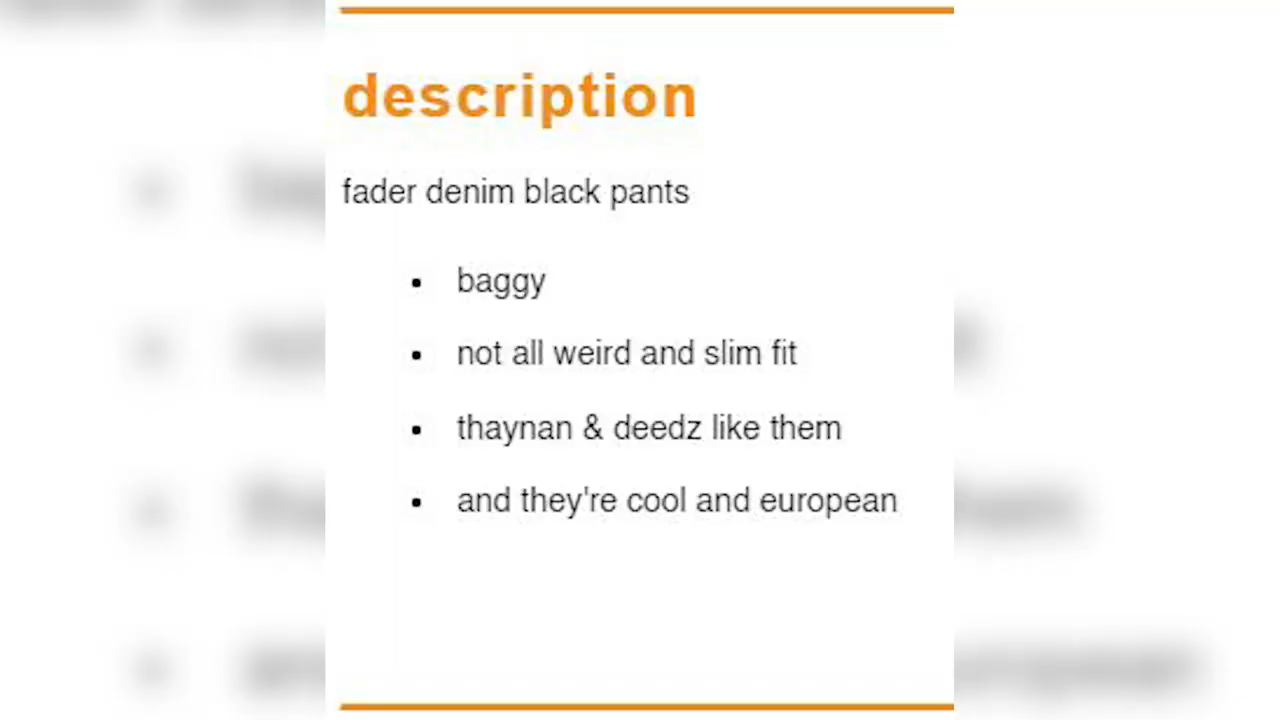 description
fader denim black pants
baggy
not all weird and slim fit
thaynan & deedz like them
and they're cool and european